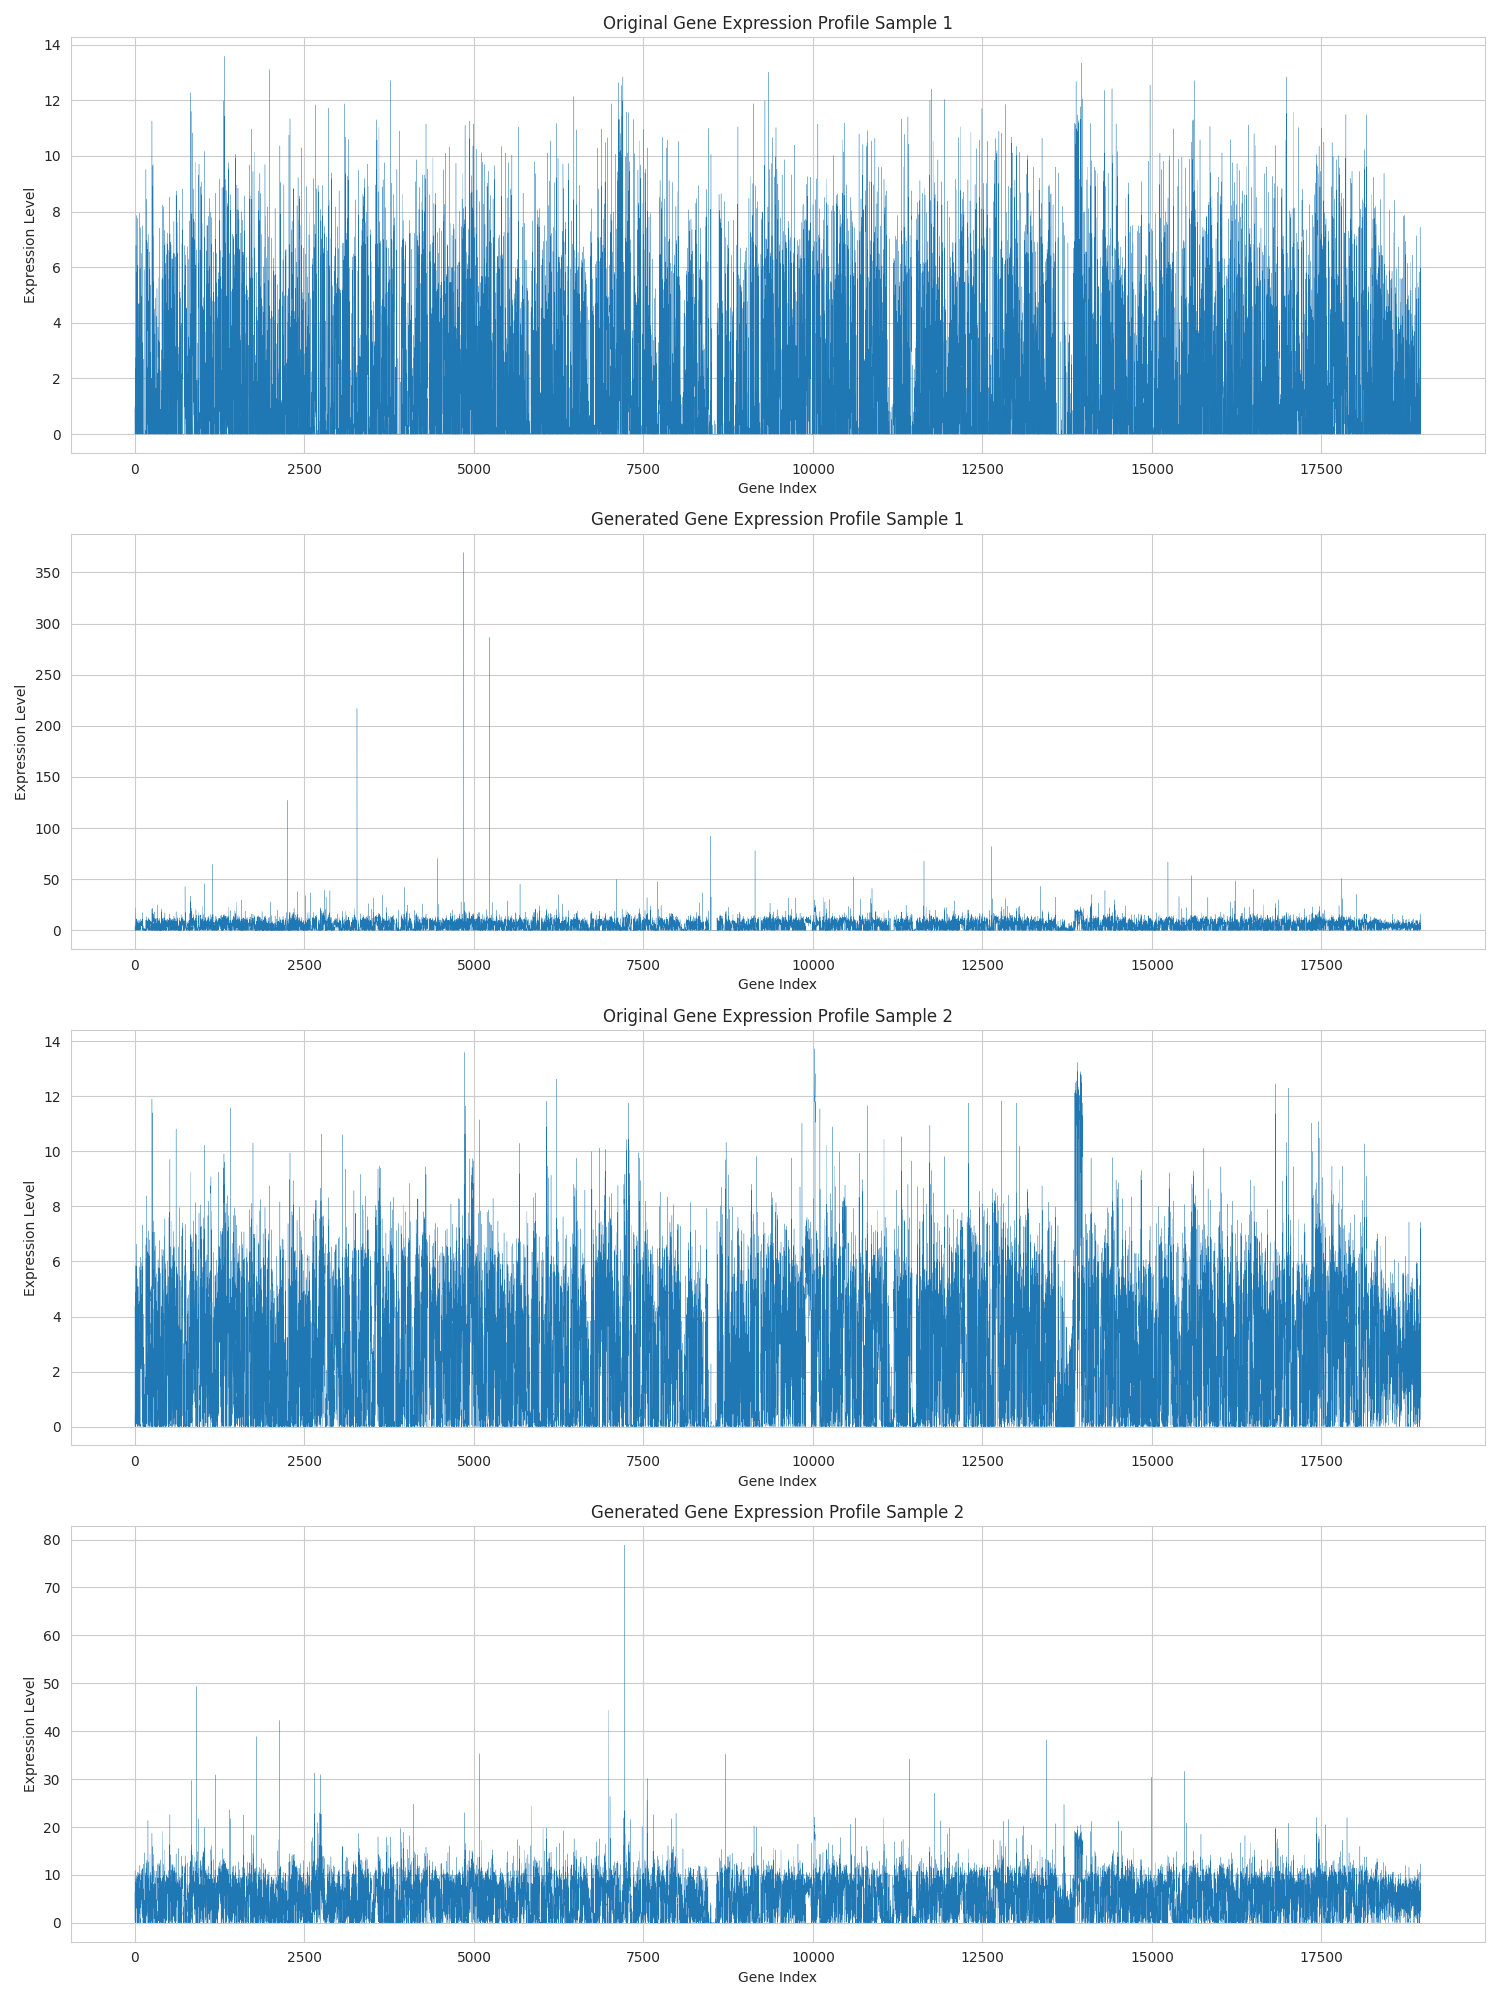 Original Gene Expression Profile Sample 1
14
12
10
8
6
4
2
0
Expression Level
0 2500 5000 7500 10000 12500 15000 17500
Gene Index
Generated Gene Expression Profile Sample 1
350
300
250
200
150
100
50
0
Expression Level
0 2500 5000 7500 10000 12500 15000 17500
Gene Index
Original Gene Expression Profile Sample 2
14
12
10
8
6
4
2
0
Expression Level
0 2500 5000 7500 10000 12500 15000 17500
Gene Index
Generated Gene Expression Profile Sample 2
80
70
60
50
40
30
20
10
0
Expression Level
0 2500 5000 7500 10000 12500 15000 17500
Gene Index